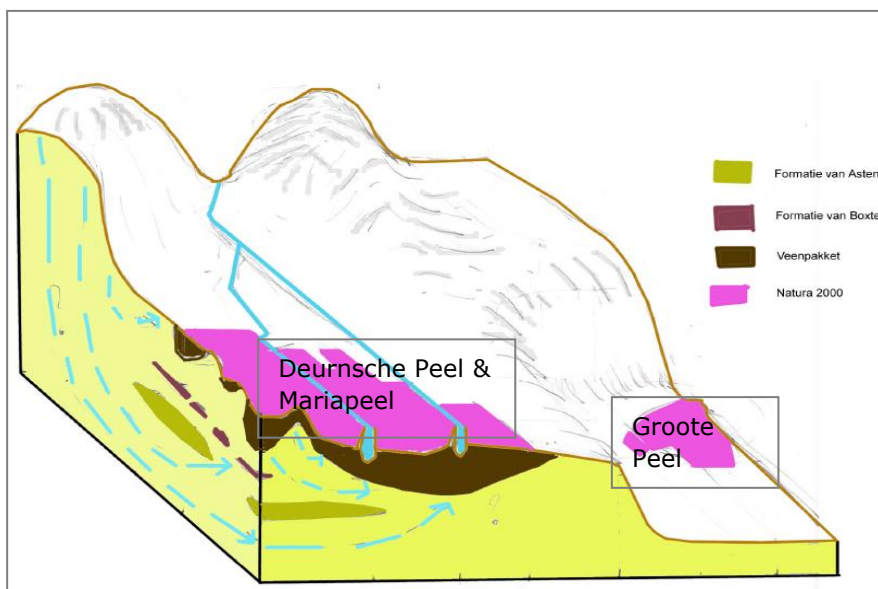 Formatie van Asten
Formatie van Boxte
Veenpakket
Natura 2000
Deurnsche Peel &
Mariapeel
Groote
Peel